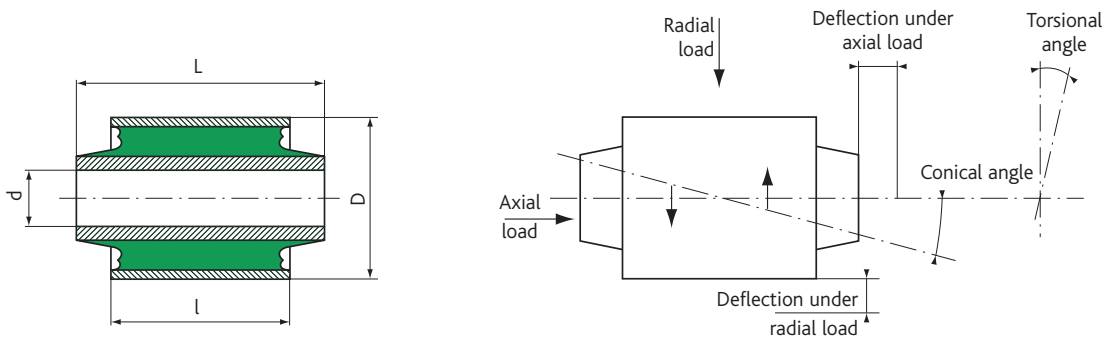 L
d
D
l
Radial
load
Deflection under
axial load
Torsional
angle
Conical angle
Axial
load
Deflection under
radial load